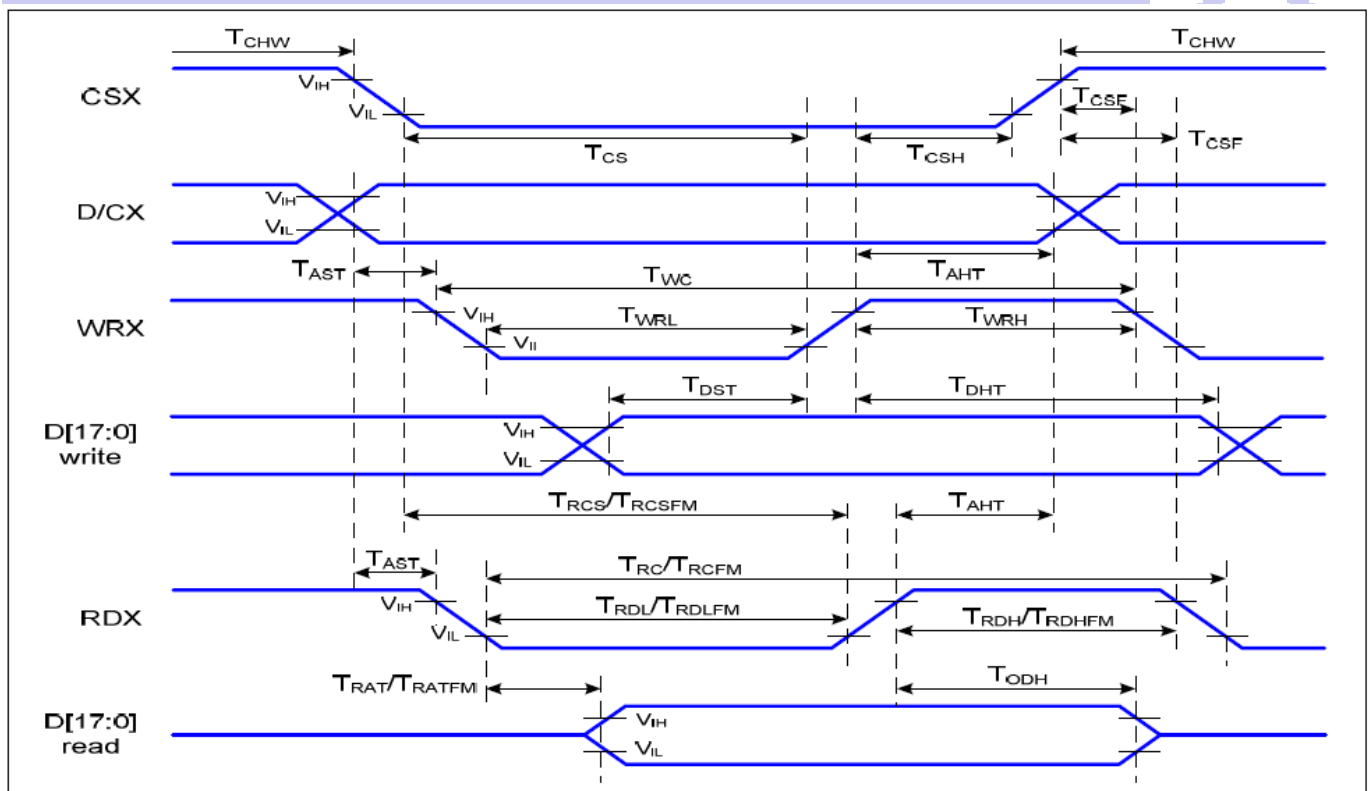 TCHW TCHW
CSX VIH
VIL
TCSF
TCS TCSH TCSF
D/CX VIH
VIL
TAST TWC TAHT
WRX VIH TWRL TWRH
VIl
TDST TDHT
D[17:0] VIH
write VIL
TRCS/TRCSFM TAHT
TAST TRC/TRCFM
RDX VIH TRDL/TRDLFM TRDH/TRDHFM
VIL
TRAT/TRATFM TODH
D[17:0] VIH
read VIL